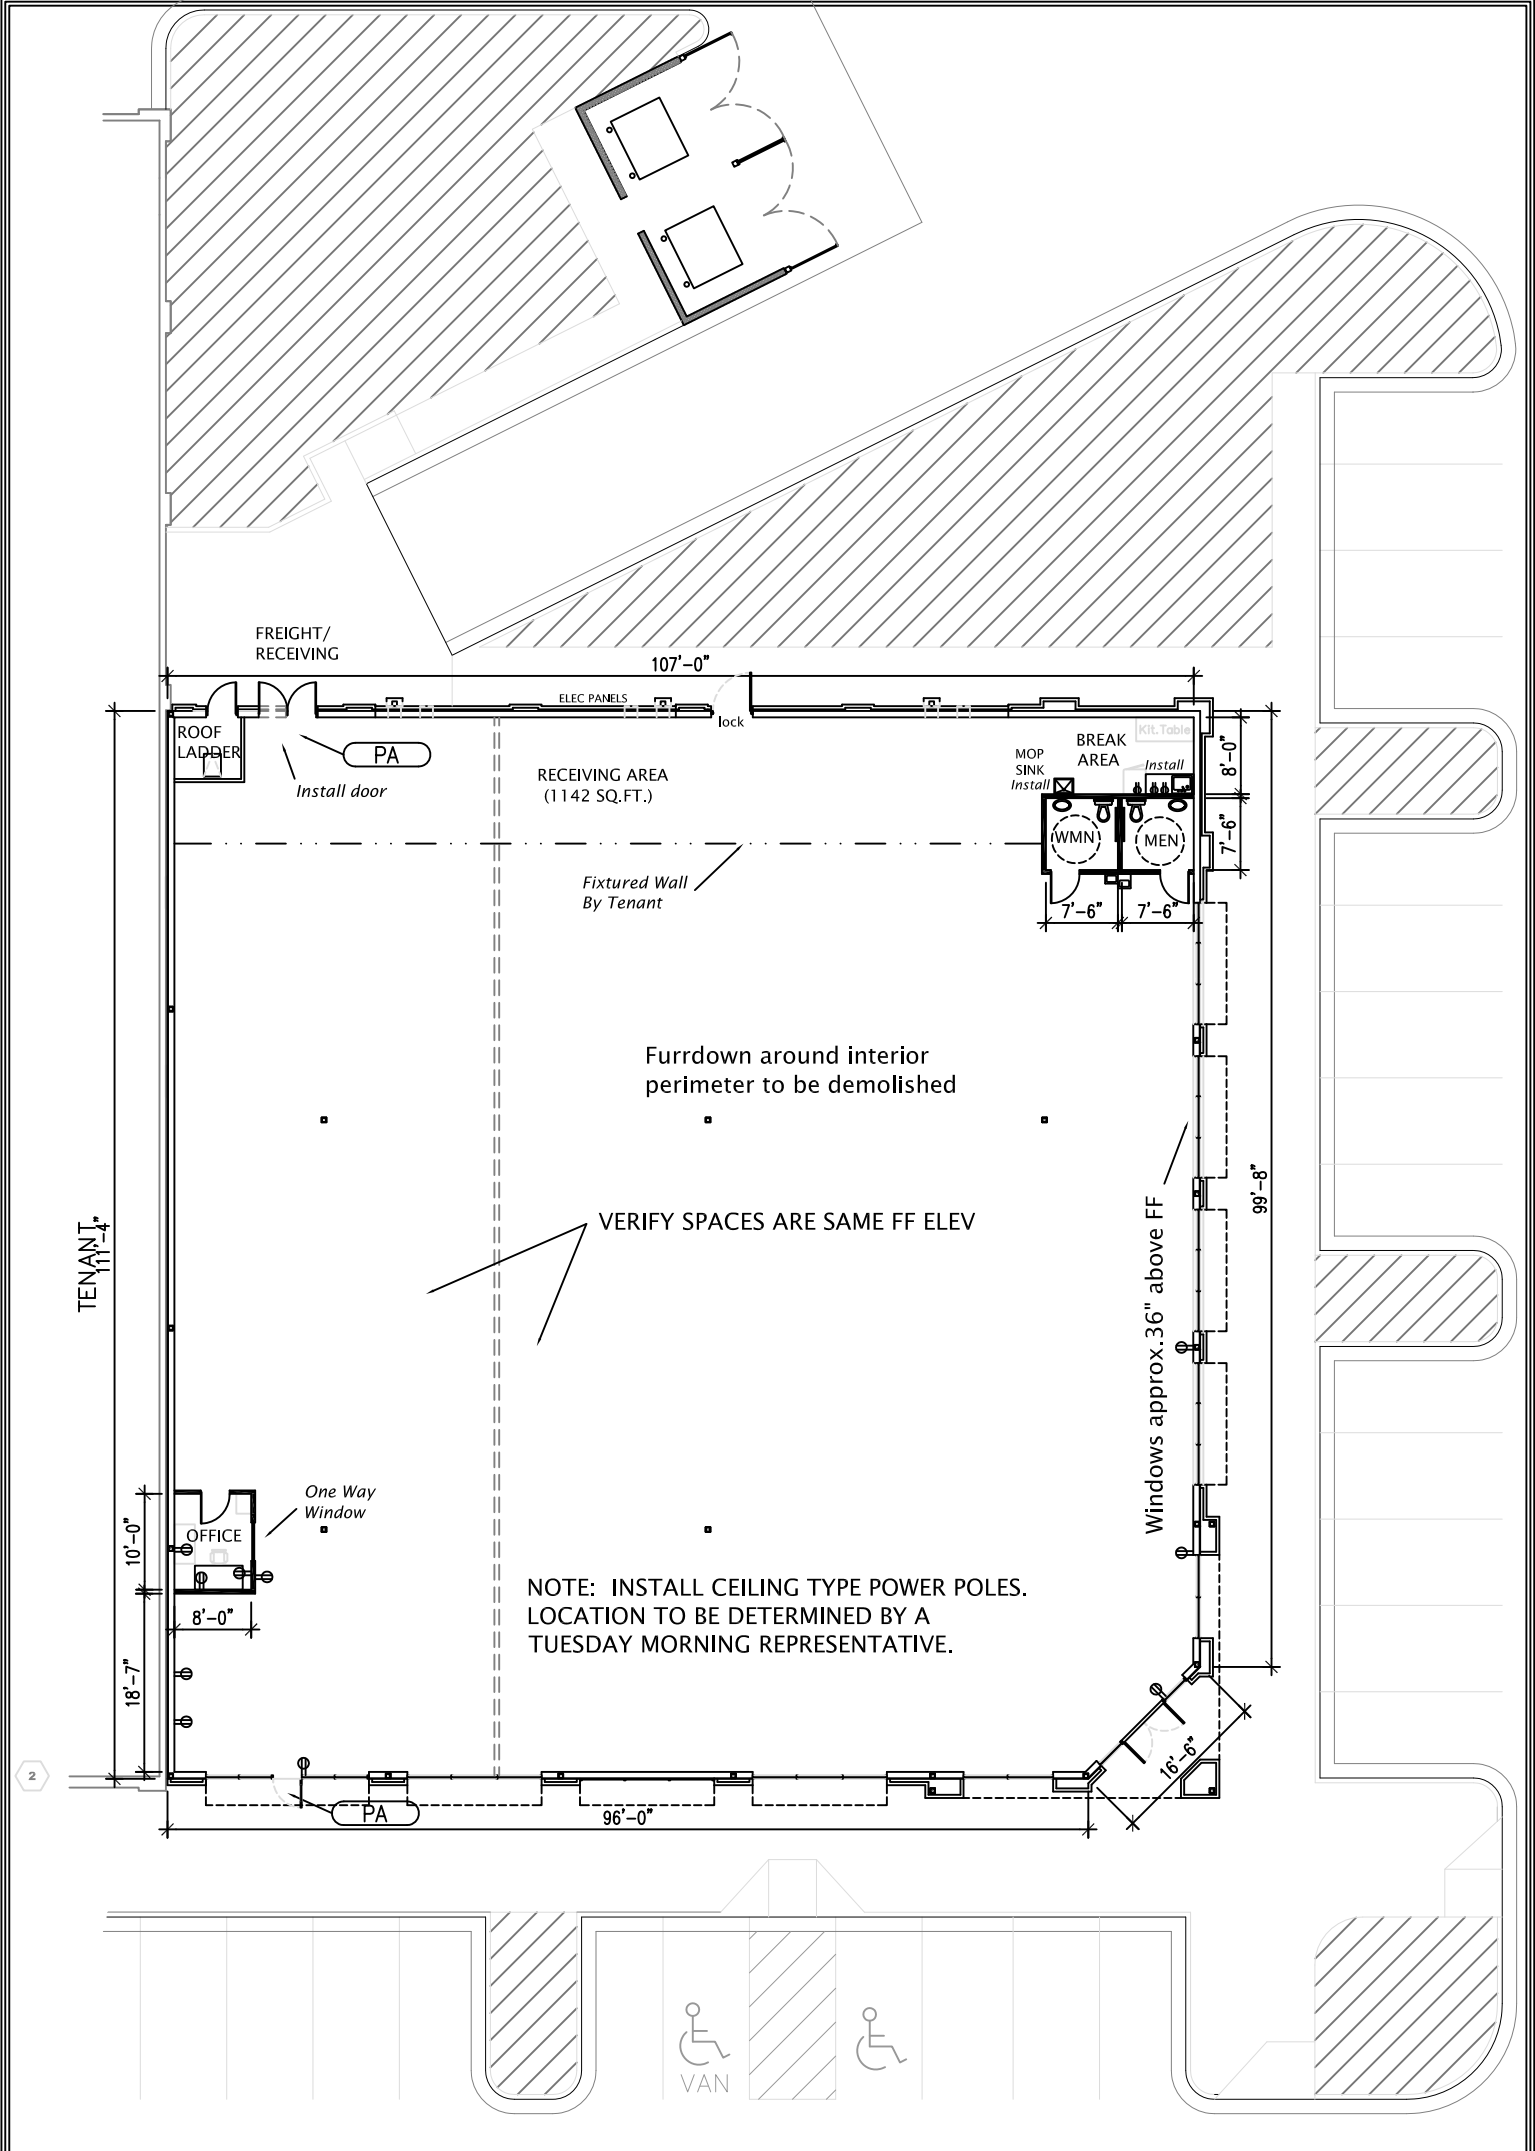 FREIGHT/
RECEIVING
107'-0"
ELEC PANELS
lock
ROOF
LADDER
PA
Install door
RECEIVING AREA
(1142 SQ.FT.)
MOP
SINK
Install
BREAK
AREA
Kit.Table
Install
8'-0"
7'-6"
WMN
MEN
Fixtured Wall
By Tenant
7'-6"
7'-6"
Furrdown around interior
perimeter to be demolished
VERIFY SPACES ARE SAME FF ELEV
TENANT
111'-4"
99'-8"
Windows approx.36" above FF
One Way
Window
OFFICE
10'-0"
8'-0"
18'-7"
NOTE: INSTALL CEILING TYPE POWER POLES.
LOCATION TO BE DETERMINED BY A
TUESDAY MORNING REPRESENTATIVE.
16'-6"
2
PA
96'-0"
VAN